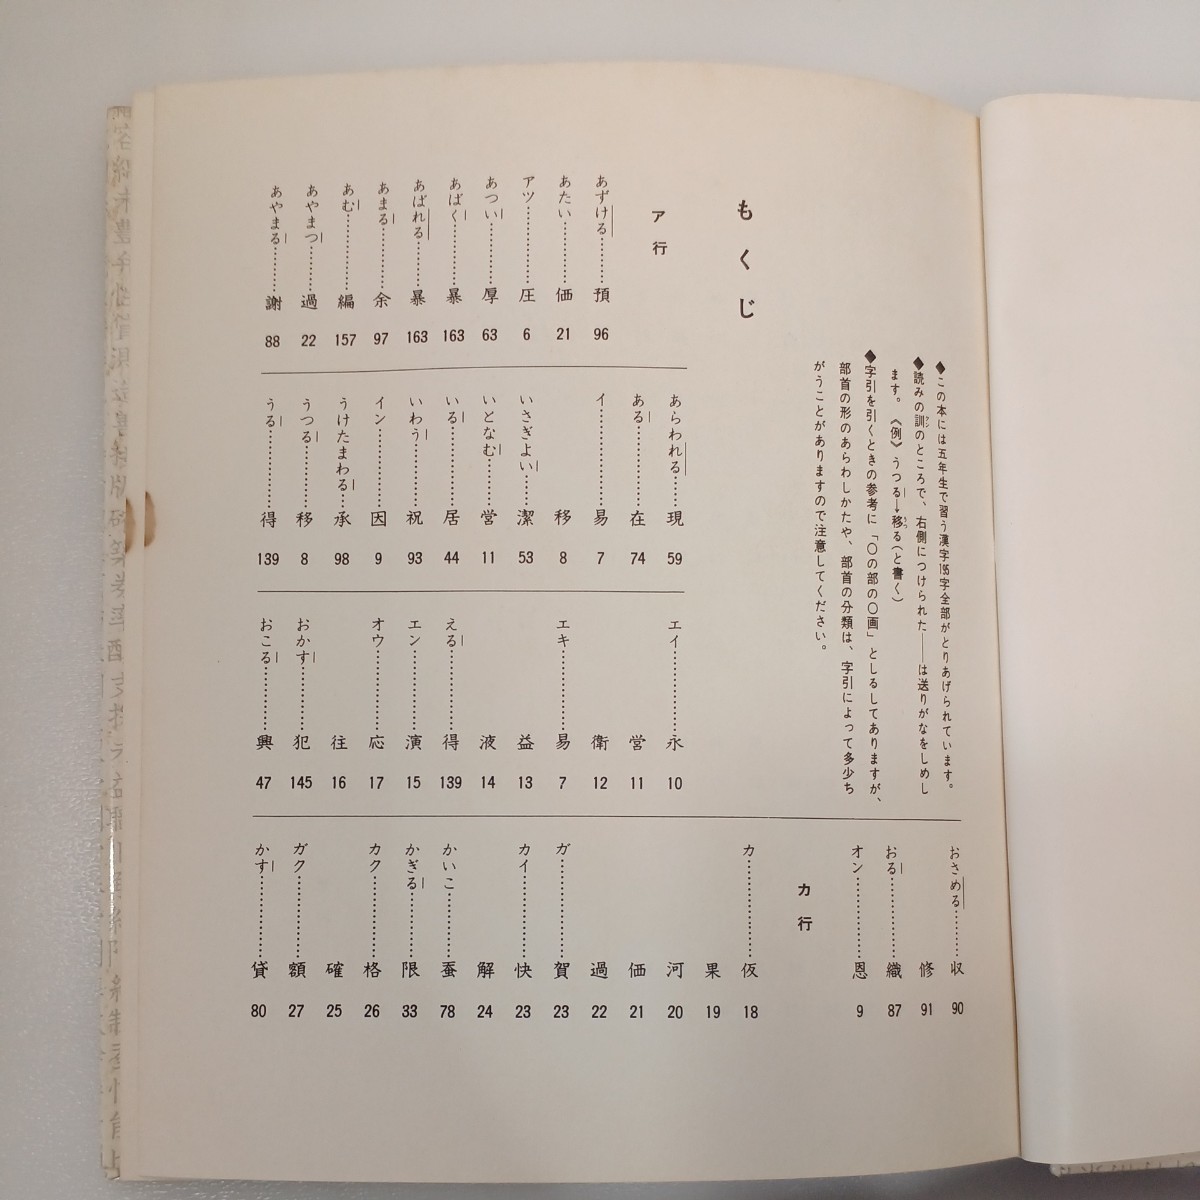 もくじ
◆この本には五年生で習う漢字195字全部がとりあげられています。
◆読みの訓のところで、右側につけられた――は送りがなをしめし
ます。《例》うつる→移る(と書く)
◆字引を引くときの参考に「〇の部の〇画」としるしてありますが、
部首の形のあらわしかたや、部首の分類は、字引によって多少ち
がうことがありますので注意してください。
ア行
あずける……預 96
あたい……価 21
アツ……圧 6
あつい……厚 63
あばく……暴 163
あばれる……暴 163
あまる……余 97
あむ……編 157
あやまつ……過 22
あやまる……謝 88
あらわれる……現 59
ある……在 74
イ……易 7
移 8
いさぎよい……潔 53
いとなむ……営 11
いる……居 44
いわう……祝 93
イン……因 9
うけたまわる……承 98
うつる……移 8
うる……得 139
エイ……永 10
営 11
衛 12
エキ……易 7
益 13
液 14
える……得 139
エン……演 15
オウ……応 17
往 16
おかす……犯 145
おこる……興 47
おさめる……収 90
修 91
おる……織 87
オン……恩 9
カ行
カ……仮 18
果 19
河 20
価 21
過 22
ガ……賀 23
カイ……快 23
解 24
かいこ……蚕 78
かぎる……限 33
カク……格 26
確 25
ガク……額 27
かす……貸 80